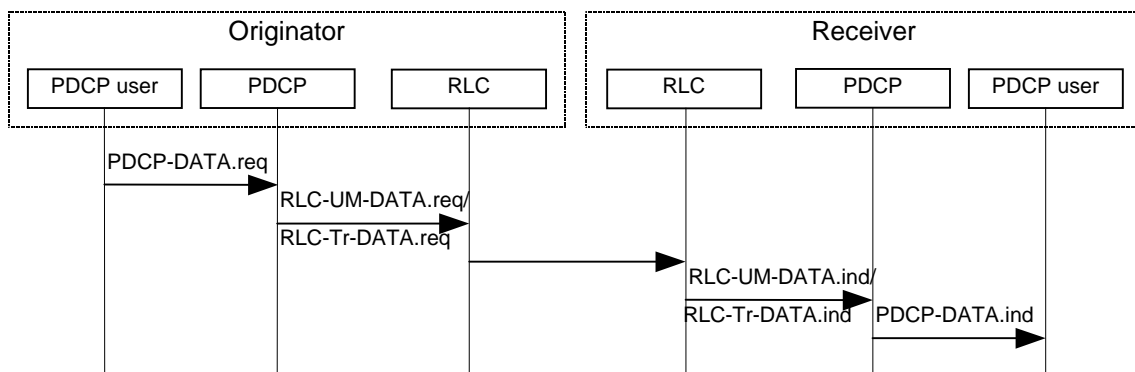 Originator
Receiver
PDCP user
PDCP
RLC
RLC
PDCP
PDCP user
PDCP-DATA.req
RLC-UM-DATA.req/
RLC-Tr-DATA.req
RLC-UM-DATA.ind/
RLC-Tr-DATA.ind
PDCP-DATA.ind